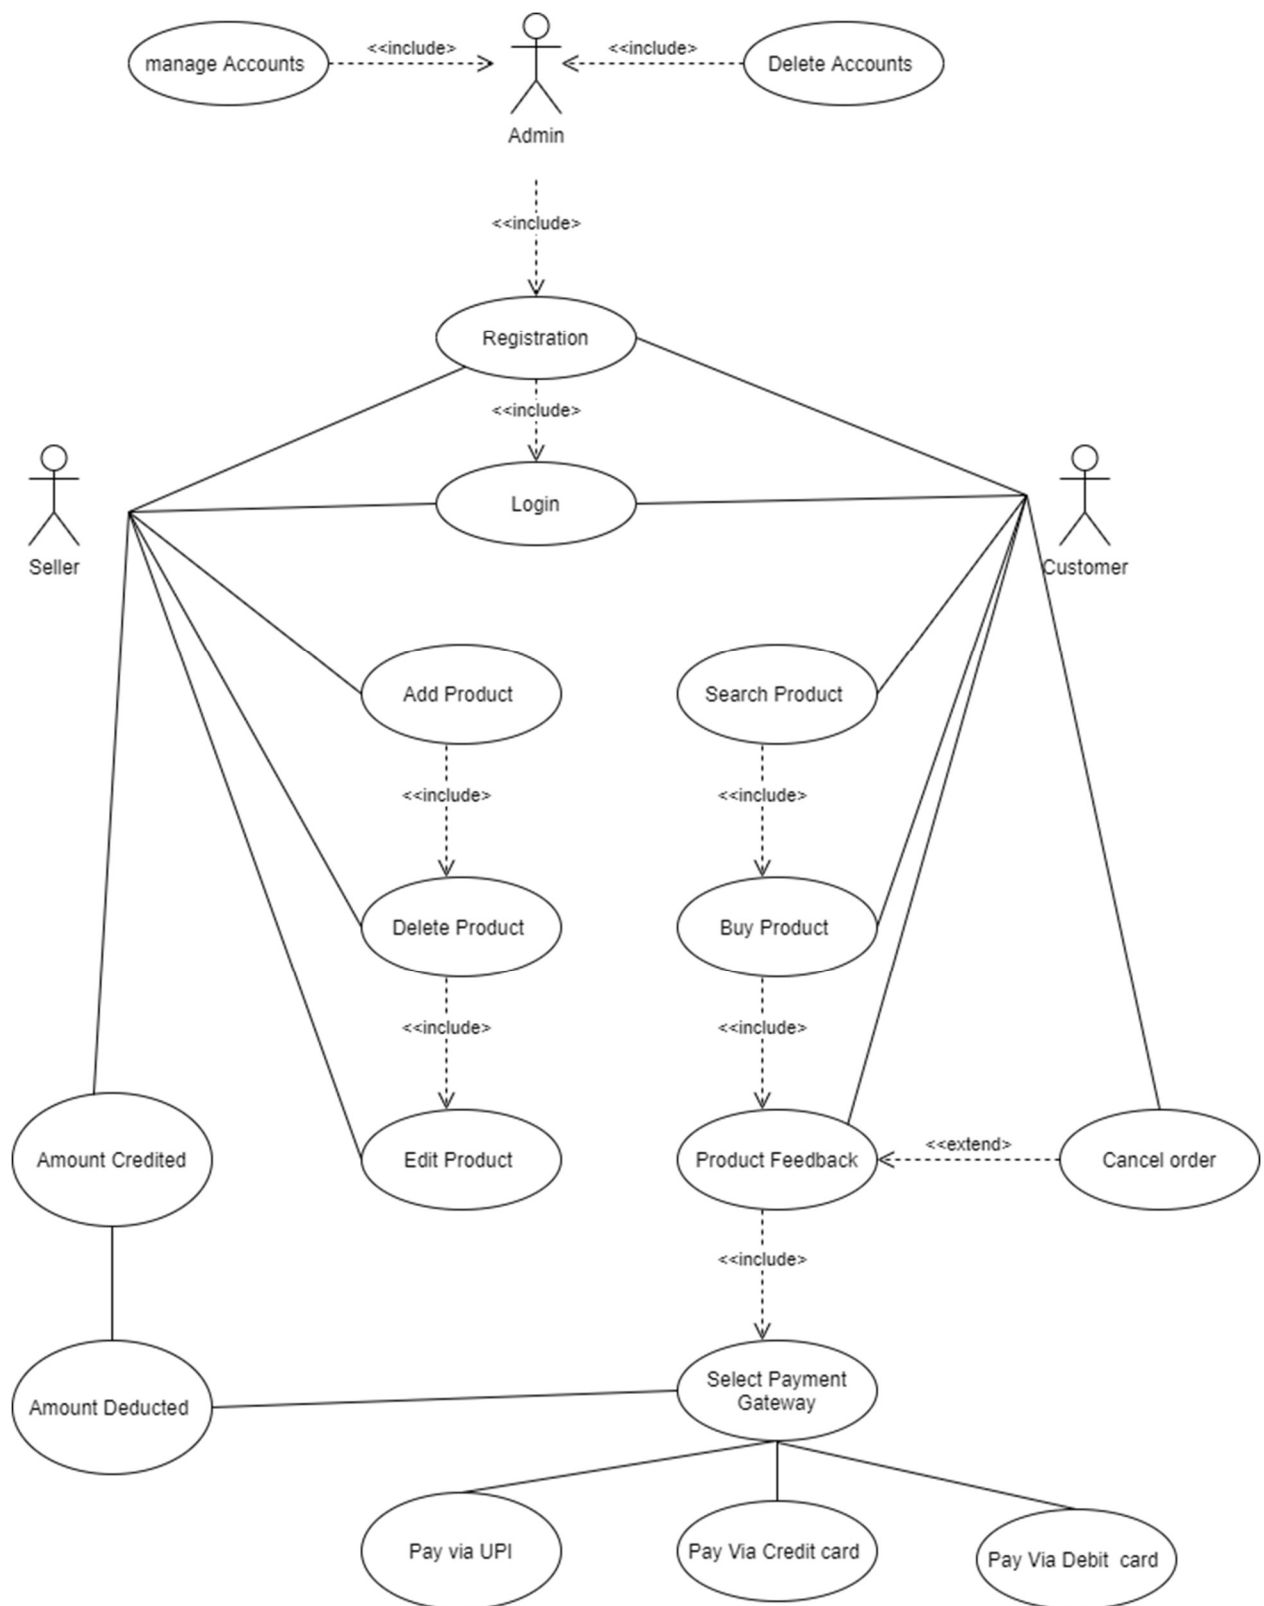 manage Accounts
<<include>
<<include>
Delete Accounts
Admin
<<include>
Registration
<<include>
Login
Seller
Customer
Add Product
Search Product
<<include>
<<include>
Delete Product
Buy Product
<<include>
<<include>
Amount Credited
Edit Product
Product Feedback
<<extend>
Cancel order
<<include>
Select Payment
Gateway
Amount Deducted
Pay via UPI
Pay Via Credit card
Pay Via Debit card